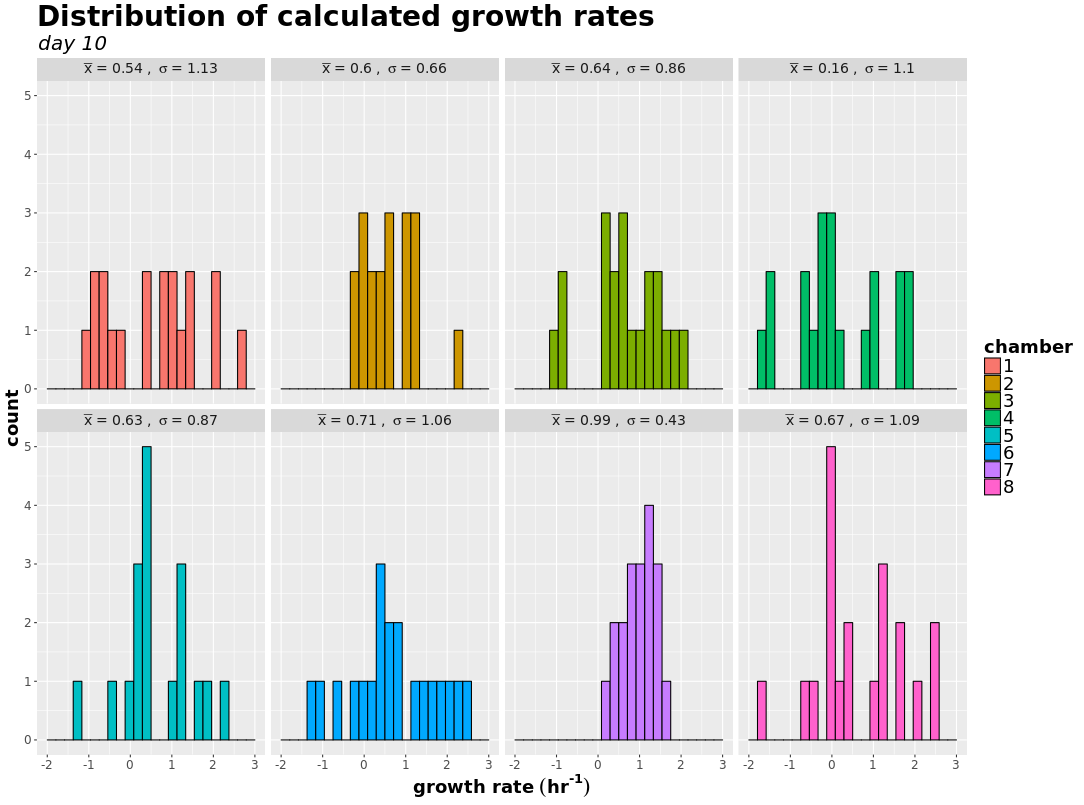 Distribution of calculated growth rates
day 10
x̅ = 0.54 , σ = 1.13
x̅ = 0.6 , σ = 0.66
x̅ = 0.64 , σ = 0.86
x̅ = 0.16 , σ = 1.1
5
4
3
2
1
0
x̅ = 0.63 , σ = 0.87
x̅ = 0.71 , σ = 1.06
x̅ = 0.99 , σ = 0.43
x̅ = 0.67 , σ = 1.09
5
4
3
2
1
0
-2 -1 0 1 2 3
-2 -1 0 1 2 3
-2 -1 0 1 2 3
-2 -1 0 1 2 3
growth rate (hr⁻¹)
count
chamber
1
2
3
4
5
6
7
8